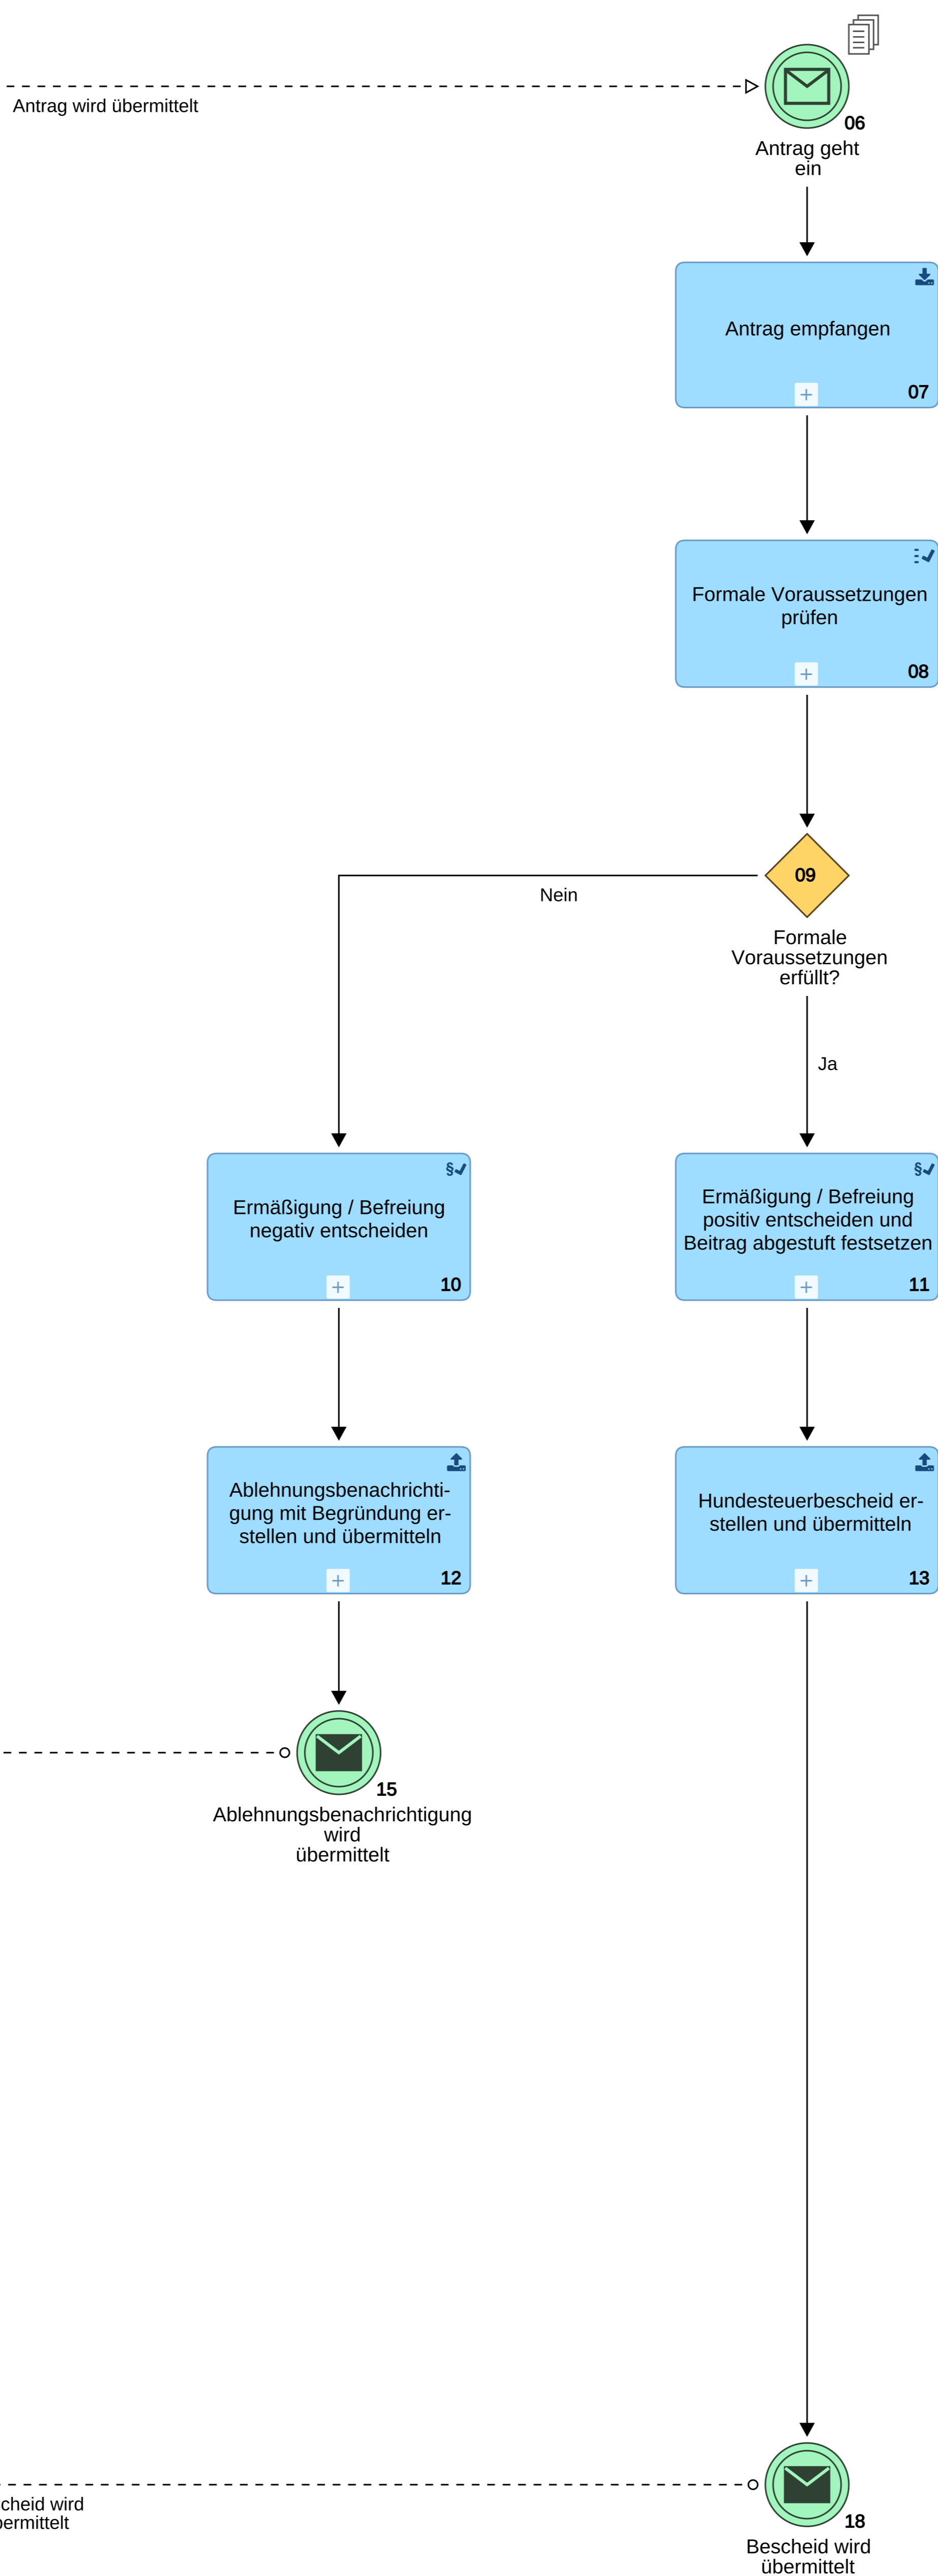 Antrag wird übermittelt
06
Antrag geht
ein
Antrag empfangen
07
Formale Voraussetzungen
prüfen
08
09
Nein
Formale
Voraussetzungen
erfüllt?
Ja
§
Ermäßigung / Befreiung
negativ entscheiden
10
§
Ermäßigung / Befreiung
positiv entscheiden und
Beitrag abgestuft festsetzen
11
Ablehnungsbenachrichti-
gung mit Begründung er-
stellen und übermitteln
12
Hundesteuerbescheid er-
stellen und übermitteln
13
15
Ablehnungsbenachrichtigung
wird
übermittelt
cheid wird
bermittelt
18
Bescheid wird
übermittelt